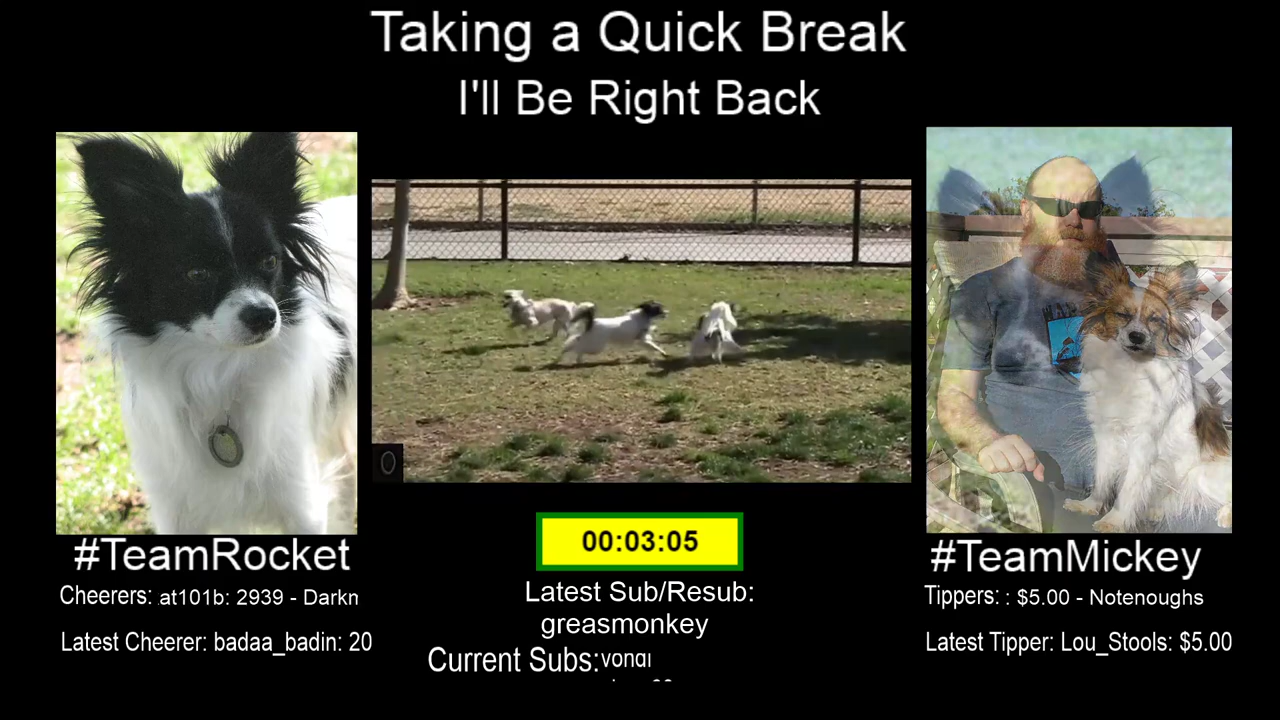 Taking a Quick Break
I'll Be Right Back
#TeamRocket
Cheerers: at101b: 2939 - Darkn
Latest Cheerer: badaa_badin: 20
00:03:05
Latest Sub/Resub:
greasmonkey
Current Subs:
#TeamMickey
Tippers: : $5.00 - Notenoughs
Latest Tipper: Lou_Stools: $5.00